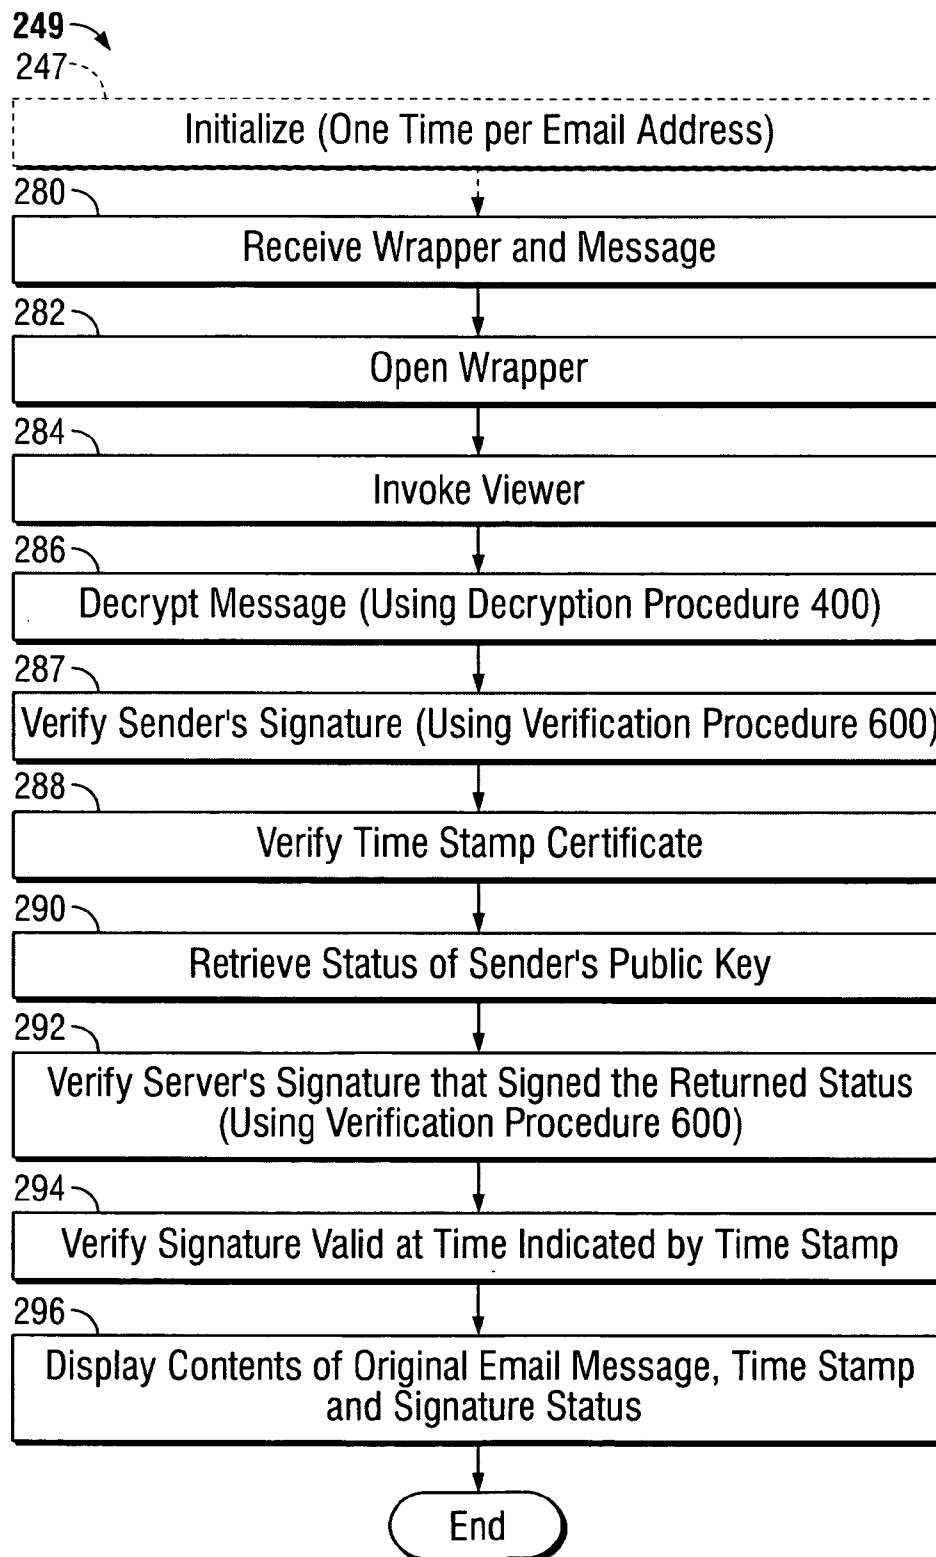 249
247
Initialize (One Time per Email Address)
280
Receive Wrapper and Message
282
Open Wrapper
284
Invoke Viewer
286
Decrypt Message (Using Decryption Procedure 400)
287
Verify Sender's Signature (Using Verification Procedure 600)
288
Verify Time Stamp Certificate
290
Retrieve Status of Sender's Public Key
292
Verify Server's Signature that Signed the Returned Status
(Using Verification Procedure 600)
294
Verify Signature Valid at Time Indicated by Time Stamp
296
Display Contents of Original Email Message, Time Stamp
and Signature Status
End